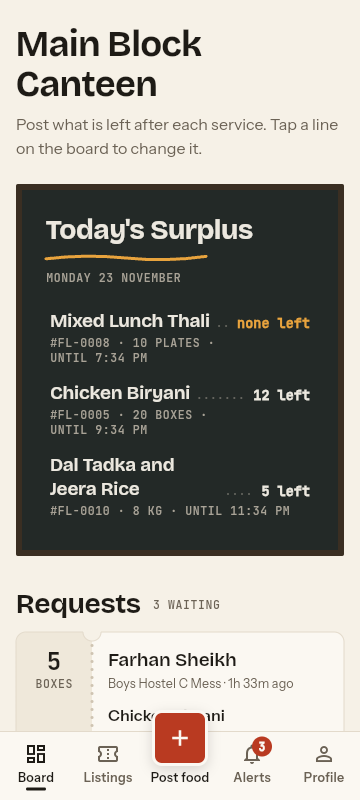 Main Block
Canteen
Post what is left after each service. Tap a line
on the board to change it.
Today's Surplus
MONDAY 23 NOVEMBER
Mixed Lunch Thali .. none left
#FL-0008 · 10 PLATES ·
UNTIL 7:34 PM
Chicken Biryani ....... 12 left
#FL-0005 · 20 BOXES ·
UNTIL 9:34 PM
Dal Tadka and
Jeera Rice .... 5 left
#FL-0010 · 8 KG · UNTIL 11:34 PM
Requests 3 WAITING
5
BOXES
Farhan Sheikh
Boys Hostel C Mess · 1h 33m ago
3
Board
Listings
Post food
Alerts
Profile